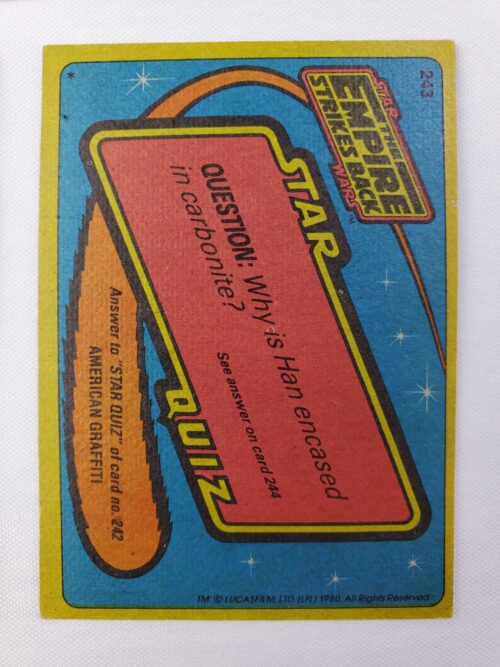 243
STAR
THE
EMPIRE
STRIKES BACK
WARS™
STAR
QUIZ
QUESTION: Why is Han encased
in carbonite?
See answer on card 244
Answer to "STAR QUIZ" of card no. 242
AMERICAN GRAFFITI
*
TM © LUCASFILM, LTD (LFL) 1980. All Rights Reserved.